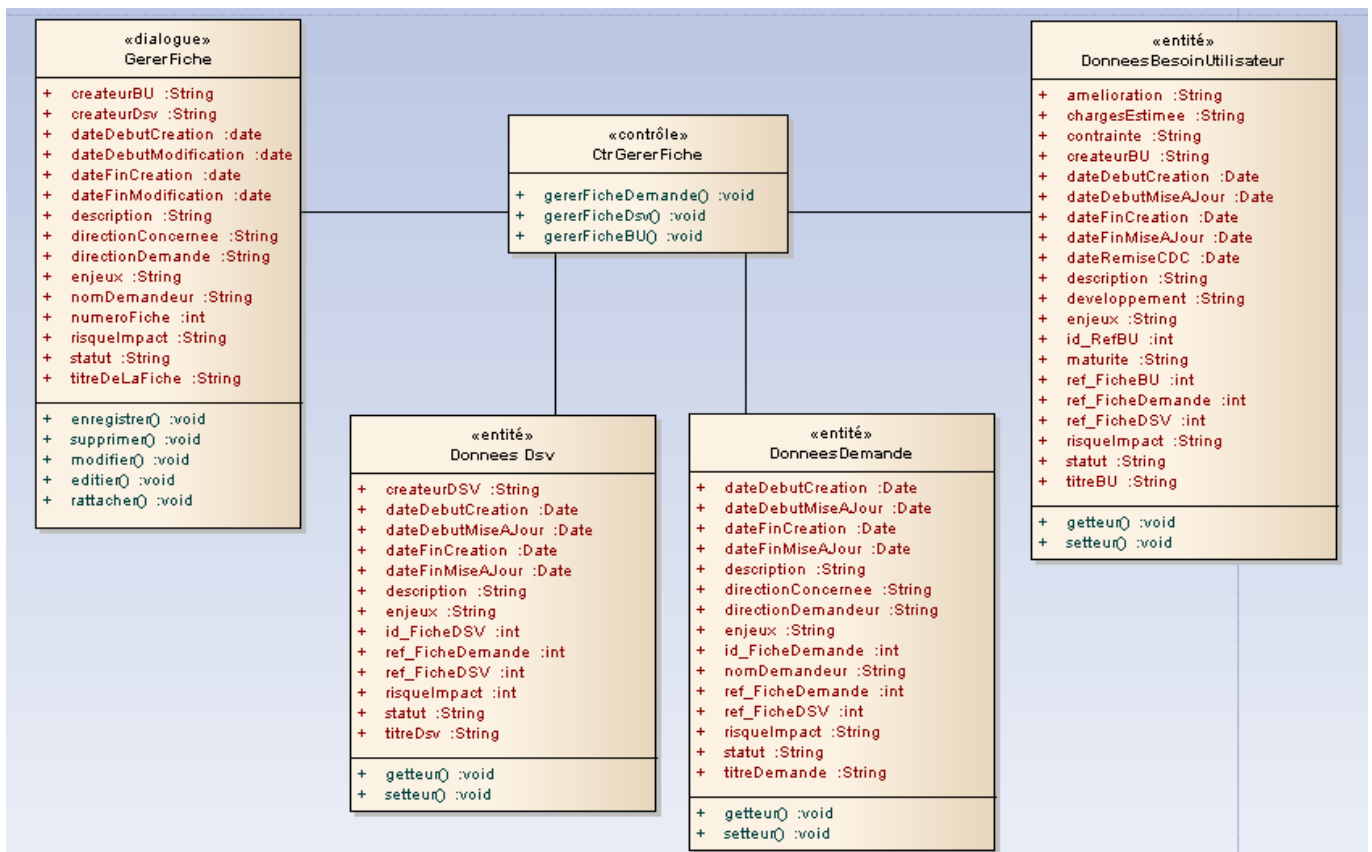 «dialogue»
GererFiche
+ createurBU :String
+ createurDsv :String
+ dateDebutCreation :date
+ dateDebutModification :date
+ dateFinCreation :date
+ dateFinModification :date
+ description :String
+ directionConcernee :String
+ directionDemande :String
+ enjeux :String
+ nomDemandeur :String
+ numeroFiche :int
+ risqueImpact :String
+ statut :String
+ titreDeLaFiche :String
+ enregistrer() :void
+ supprimer() :void
+ modifier() :void
+ editier() :void
+ rattacher() :void
«contrôle»
CtrGererFiche
+ gererFicheDemande() :void
+ gererFicheDsv() :void
+ gererFicheBU() :void
«entité»
DonneesBesoinUtilisateur
+ amelioration :String
+ chargesEstimee :String
+ contrainte :String
+ createurBU :String
+ dateDebutCreation :Date
+ dateDebutMiseAJour :Date
+ dateFinCreation :Date
+ dateFinMiseAJour :Date
+ dateRemiseCDC :Date
+ description :String
+ developpement :String
+ enjeux :String
+ id_RefBU :int
+ maturite :String
+ ref_FicheBU :int
+ ref_FicheDemande :int
+ ref_FicheDSV :int
+ risqueImpact :String
+ statut :String
+ titreBU :String
+ getteur() :void
+ setteur() :void
«entité»
Donnees Dsv
+ createurDSV :String
+ dateDebutCreation :Date
+ dateDebutMiseAJour :Date
+ dateFinCreation :Date
+ dateFinMiseAJour :Date
+ description :String
+ enjeux :String
+ id_FicheDSV :int
+ ref_FicheDemande :int
+ ref_FicheDSV :int
+ risqueImpact :int
+ statut :String
+ titreDsv :String
+ getteur() :void
+ setteur() :void
«entité»
DonneesDemande
+ dateDebutCreation :Date
+ dateDebutMiseAJour :Date
+ dateFinCreation :Date
+ dateFinMiseAJour :Date
+ description :String
+ directionConcernee :String
+ directionDemandeur :String
+ enjeux :String
+ id_FicheDemande :int
+ nomDemandeur :String
+ ref_FicheDemande :int
+ ref_FicheDSV :int
+ risqueImpact :String
+ statut :String
+ titreDemande :String
+ getteur() :void
+ setteur() :void